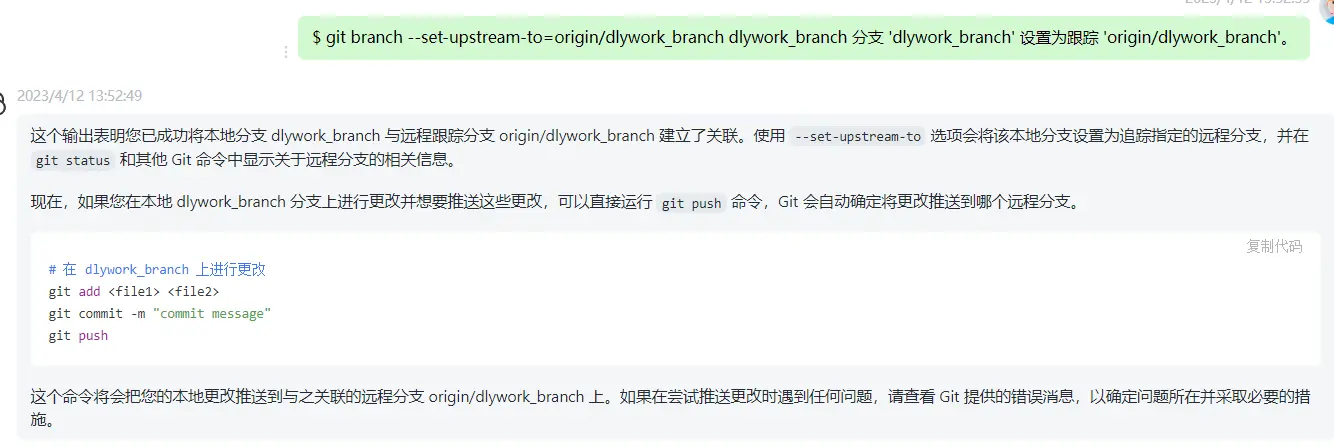 $ git branch --set-upstream-to=origin/dlywork_branch dlywork_branch 分支 'dlywork_branch' 设置为跟踪 'origin/dlywork_branch'。
2023/4/12 13:52:49
这个输出表明您已成功将本地分支 dlywork_branch 与远程跟踪分支 origin/dlywork_branch 建立了关联。使用 --set-upstream-to 选项会将该本地分支设置为追踪指定的远程分支，并在
git status 和其他 Git 命令中显示关于远程分支的相关信息。
现在，如果您在本地 dlywork_branch 分支上进行更改并想要推送这些更改，可以直接运行 git push 命令，Git 会自动确定将更改推送到哪个远程分支。
复制代码
# 在 dlywork_branch 上进行更改
git add <file1> <file2>
git commit -m "commit message"
git push
这个命令将会把您的本地更改推送到与之关联的远程分支 origin/dlywork_branch 上。如果在尝试推送更改时遇到任何问题，请查看 Git 提供的错误消息，以确定问题所在并采取必要的措
施。